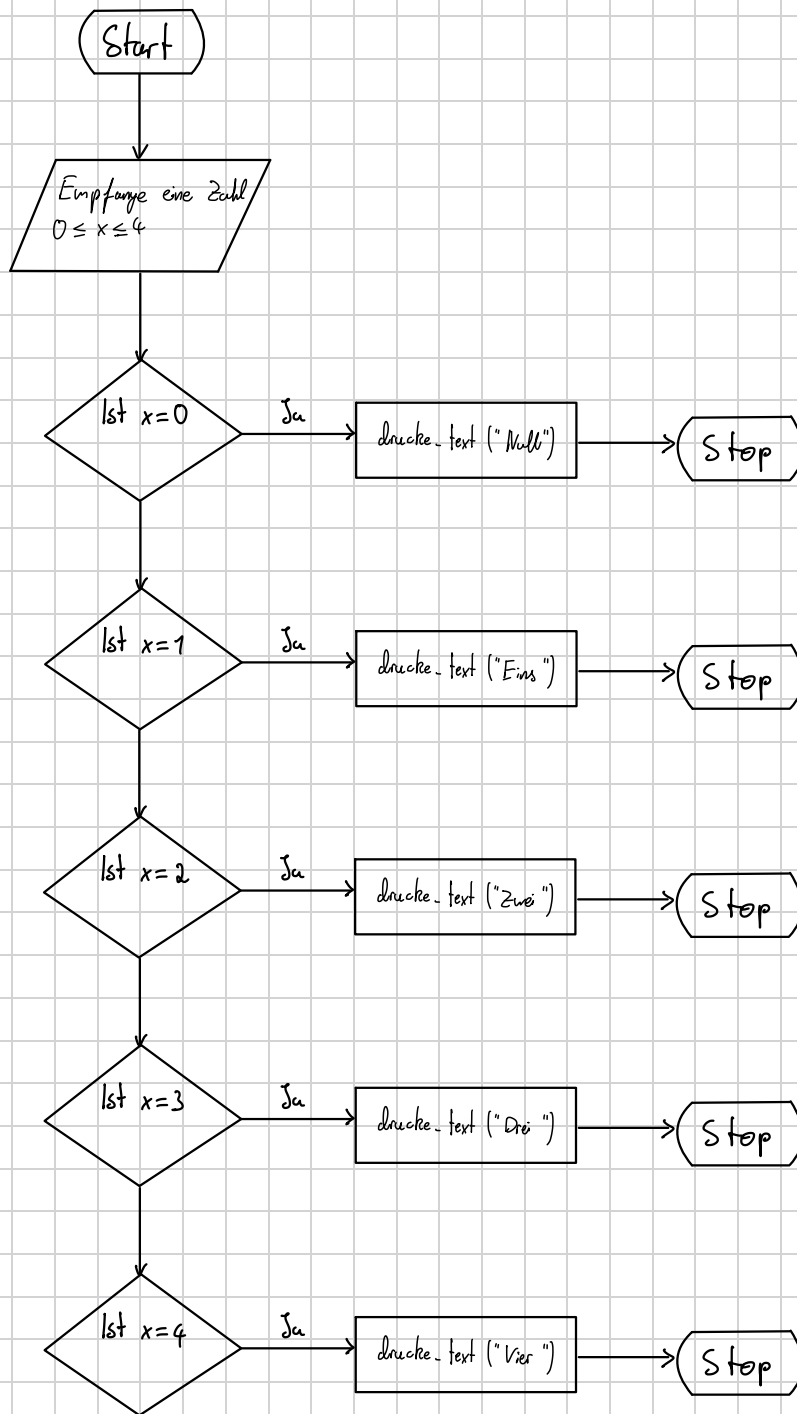 Start
Empfange eine Zahl
0 ≤ x ≤ 4
Ist x=0
Ja
drucke_text ("Null")
Stop
Ist x=1
Ja
drucke_text ("Eins")
Stop
Ist x=2
Ja
drucke_text ("Zwei")
Stop
Ist x=3
Ja
drucke_text ("Drei")
Stop
Ist x=4
Ja
drucke_text ("Vier")
Stop